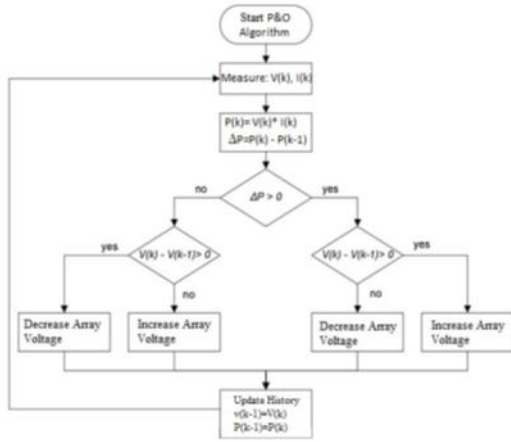 Start P&O
Algorithm
Measure: V(k), I(k)
P(k)= V(k)* I(k)
ΔP=P(k) - P(k-1)
no
ΔP > 0
yes
yes
V(k) - V(k-1)> 0
V(k) - V(k-1)> 0
yes
no
no
Decrease Array
Voltage
Increase Array
Voltage
Decrease Array
Voltage
Increase Array
Voltage
Update History
v(k-1)=V(k)
P(k-1)=P(k)